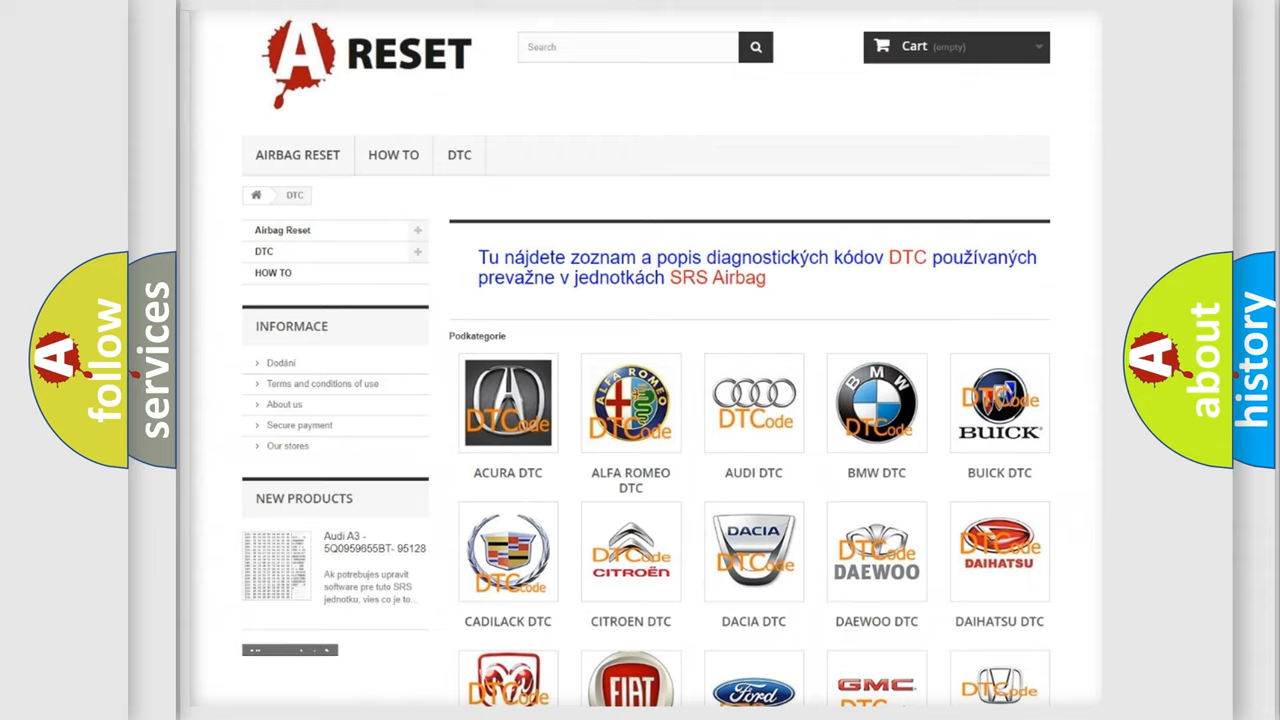 A RESET
Search
Cart (empty)
AIRBAG RESET
HOW TO
DTC
DTC
Airbag Reset
DTC
HOW TO
Tu nájdete zoznam a popis diagnostických kódov DTC používaných
prevažne v jednotkách SRS Airbag
INFORMACE
Dodání
Terms and conditions of use
About us
Secure payment
Our stores
NEW PRODUCTS
Audi A3 -
5Q0959655BT- 95128
Ak potrebujes upravit
software pre tuto SRS
jednotku, vies co je to...
Podkategorie
DTCode
ALFA ROMEO
DTCode
DTCode
BMW
DTCode
DTCode
BUICK
ACURA DTC
ALFA ROMEO
DTC
AUDI DTC
BMW DTC
BUICK DTC
DTCode
DTCode
CITROËN
DACIA
DTCode
DTCode
DAEWOO
DTCode
DAIHATSU
CADILACK DTC
CITROEN DTC
DACIA DTC
DAEWOO DTC
DAIHATSU DTC
DTCode
FIAT
Ford
GMC
DTCode
A follow
services
A about
history